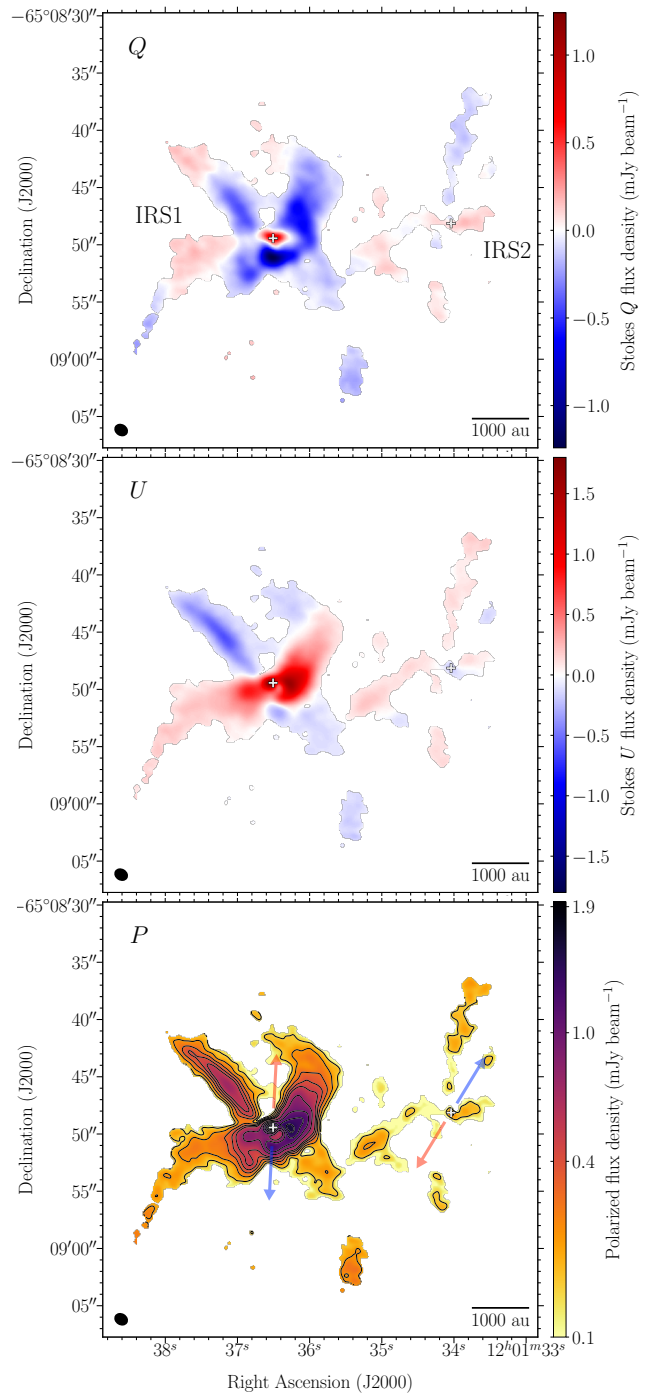 −65°08′30″
Q
35″
40″
45″
50″
55″
09′00″
05″
IRS1
IRS2
1000 au
Declination (J2000)
1.0
0.5
0.0
−0.5
−1.0
Stokes Q flux density (mJy beam⁻¹)
−65°08′30″
U
35″
40″
45″
50″
55″
09′00″
05″
1000 au
Declination (J2000)
1.5
1.0
0.5
0.0
−0.5
−1.0
−1.5
Stokes U flux density (mJy beam⁻¹)
−65°08′30″
P
35″
40″
45″
50″
55″
09′00″
05″
1000 au
Declination (J2000)
1.9
1.0
0.4
0.1
Polarized flux density (mJy beam⁻¹)
38ˢ 37ˢ 36ˢ 35ˢ 34ˢ 12ʰ01ᵐ33ˢ
Right Ascension (J2000)